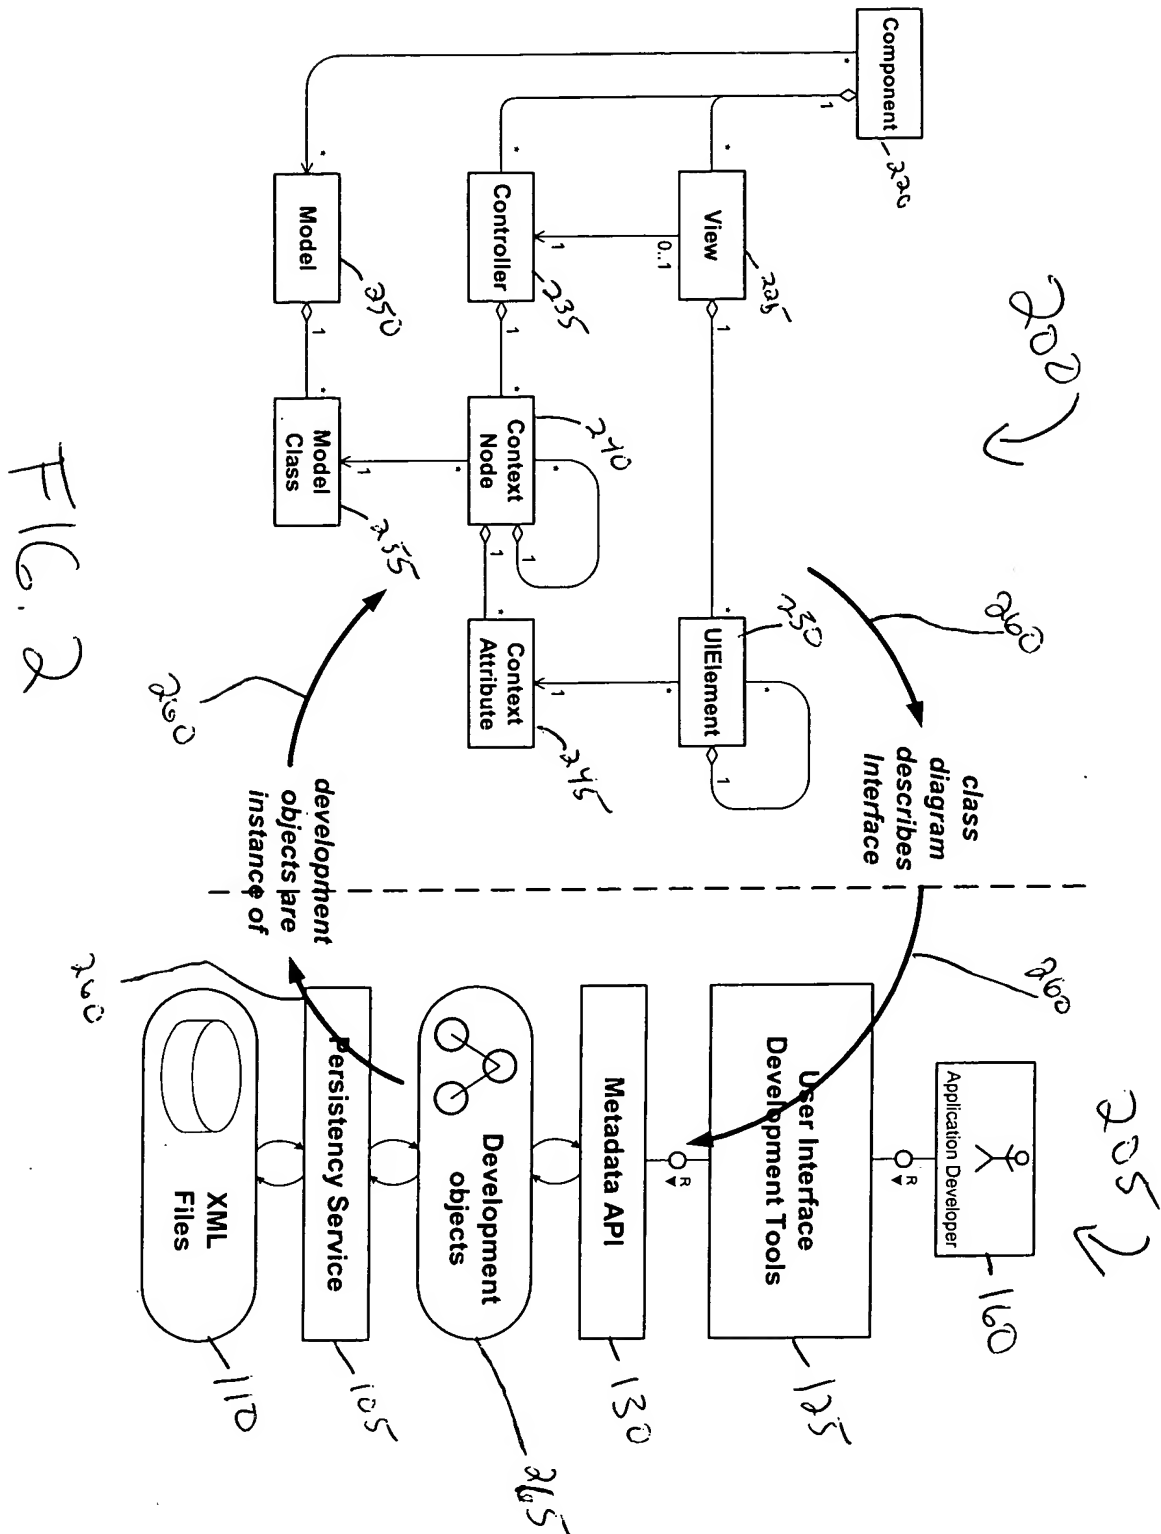 200
205
Component
220
*
1
*
*
*
View
225
0..1
1
1
*
UIElement
230
*
1
Controller
235
1
*
Context
Node
240
*
1
*
1
*
1
Context
Attribute
245
*
1
Model
250
1
*
Model
Class
255
260
class
diagram
describes
Interface
260
development
objects are
instance of
260
260
Application Developer
160
R
User Interface
Development Tools
125
R
Metadata API
130
Development
objects
265
Persistency Service
105
XML
Files
110
FIG. 2